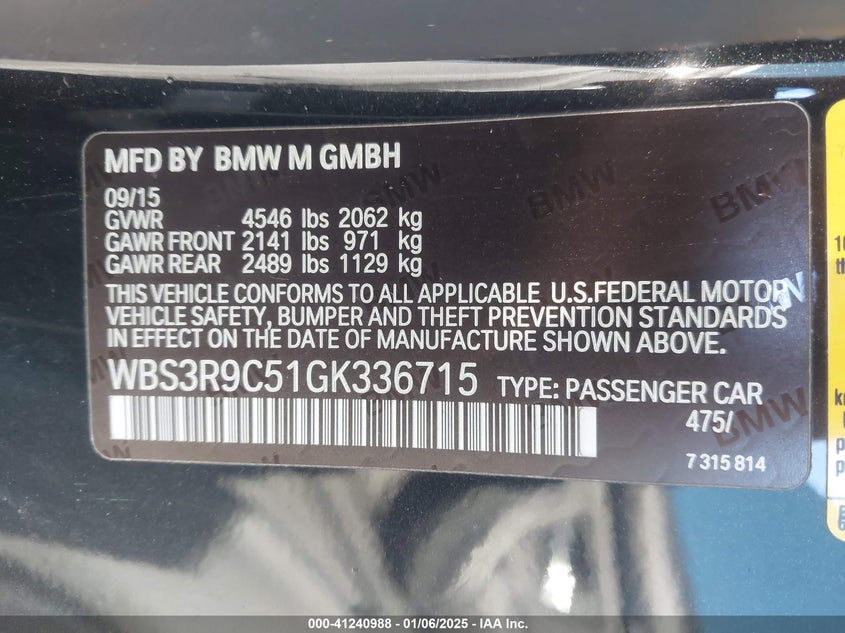 MFD BY BMW M GMBH
09/15
GVWR 4546 lbs 2062 kg
GAWR FRONT 2141 lbs 971 kg
GAWR REAR 2489 lbs 1129 kg
THIS VEHICLE CONFORMS TO ALL APPLICABLE U.S.FEDERAL MOTOR
VEHICLE SAFETY, BUMPER AND THEFT PREVENTION STANDARDS
IN EFFECT ON THE DATE OF MANUFACTURE SHOWN ABOVE.
WBS3R9C51GK336715 TYPE: PASSENGER CAR
475/
7 315 814
BMW
BMW
BMW
000-41240988 - 01/06/2025 - IAA Inc.